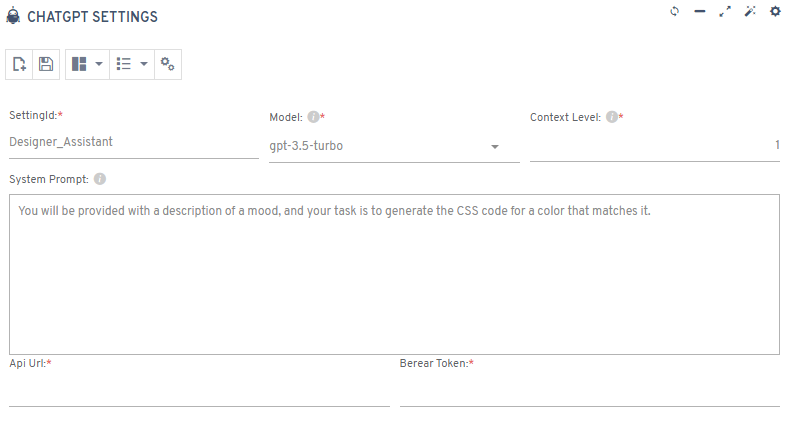 CHATGPT SETTINGS
SettingId:*
Model: i*
Context Level: i*
Designer_Assistant
gpt-3.5-turbo
1
System Prompt: i
You will be provided with a description of a mood, and your task is to generate the CSS code for a color that matches it.
Api Url:*
Berear Token:*